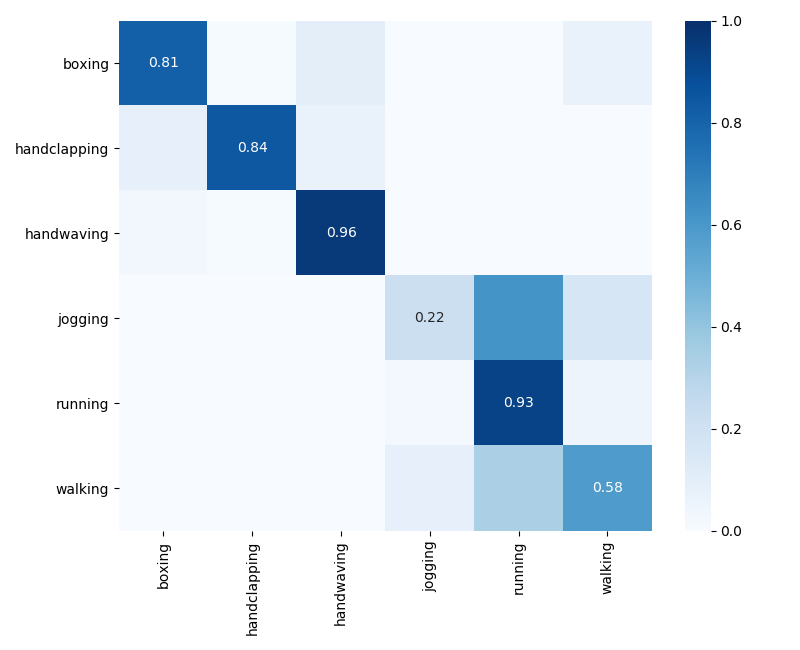 boxing 0.81 1.0
handclapping 0.84 0.8
handwaving 0.96 0.6
jogging 0.22 0.4
running 0.93 0.2
walking 0.58 0.0
boxing
handclapping
handwaving
jogging
running
walking